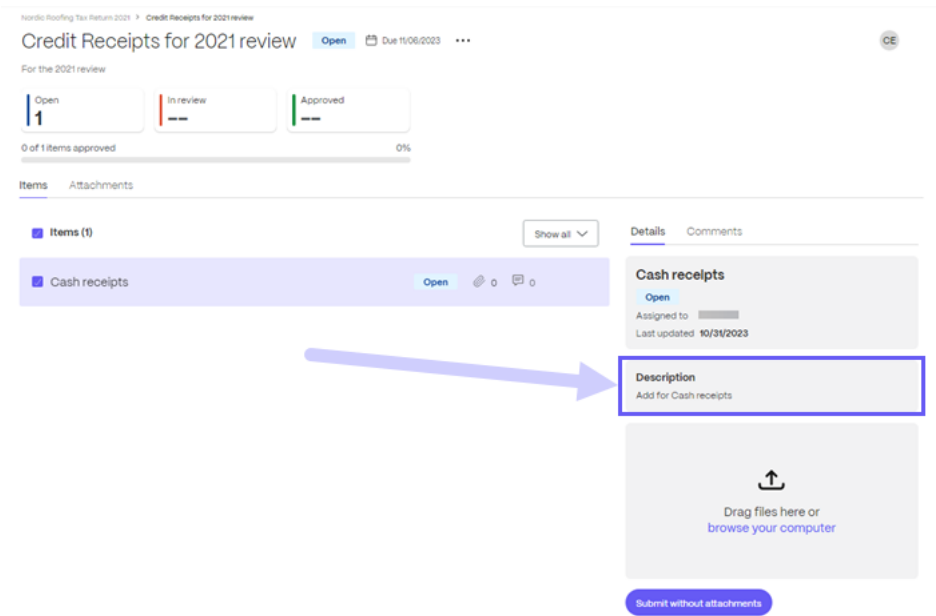 Nordic Roofing Tax Return 2021 > Credit Receipts for 2021 review
Credit Receipts for 2021 review Open Due 11/06/2023 ••• CE
For the 2021 review
Open
1
In review
--
Approved
--
0 of 1 items approved 0%
Items Attachments
Items (1) Show all
Details Comments
Cash receipts Open 0 0
Cash receipts
Open
Assigned to
Last updated 10/31/2023
Description
Add for Cash receipts
Drag files here or
browse your computer
Submit without attachments